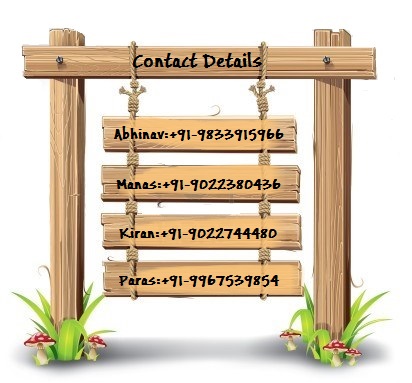 Contact Details
Abhinav:+91-9833915966
Manas:+91-9022380436
Kiran:+91-9022744480
Paras:+91-9967539854